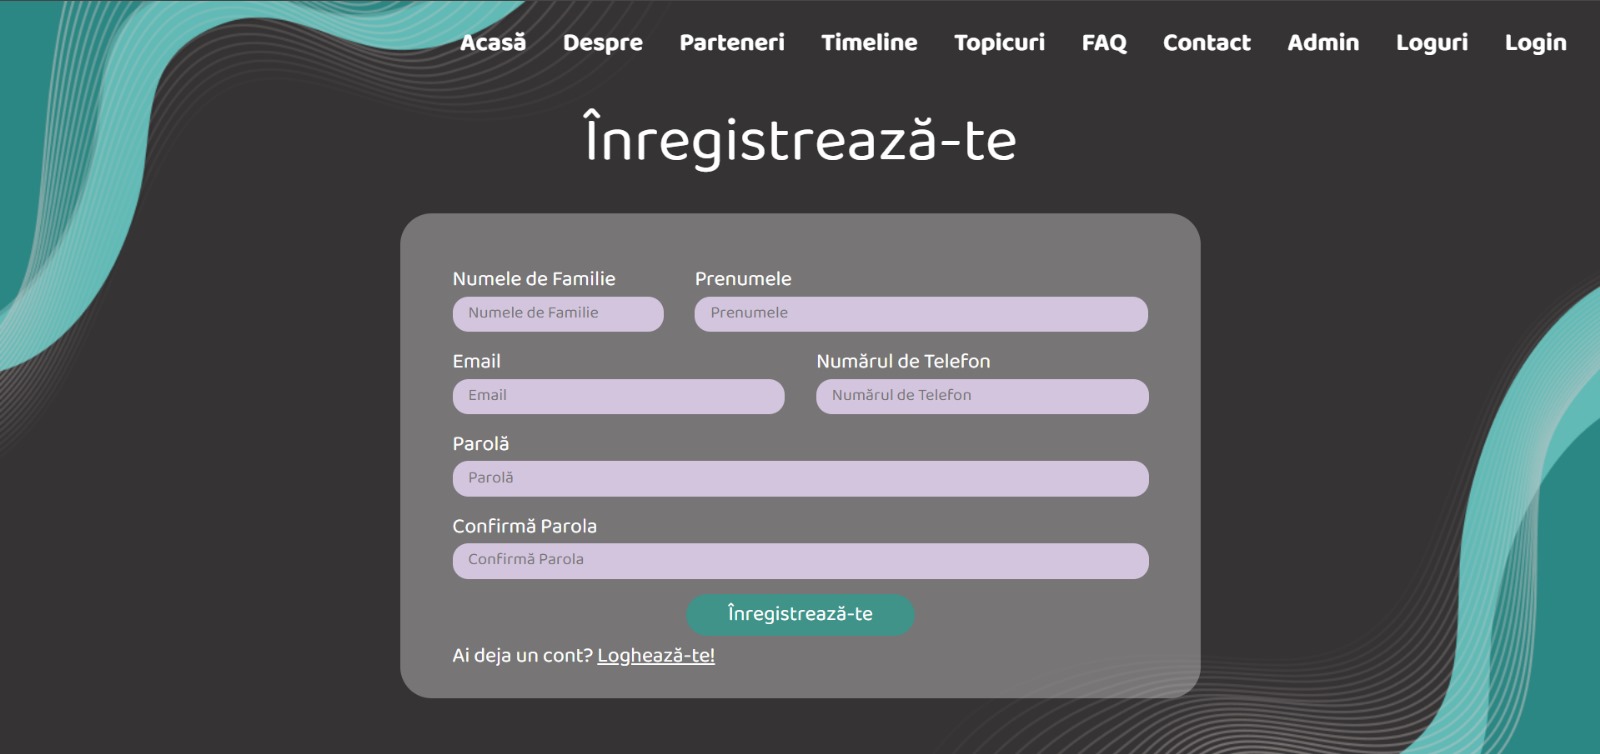 Acasă Despre Parteneri Timeline Topicuri FAQ Contact Admin Loguri Login
Înregistrează-te
Numele de Familie Prenumele
Numele de Familie Prenumele
Email Numărul de Telefon
Email Numărul de Telefon
Parolă
Parolă
Confirmă Parola
Confirmă Parola
Înregistrează-te
Ai deja un cont? Loghează-te!